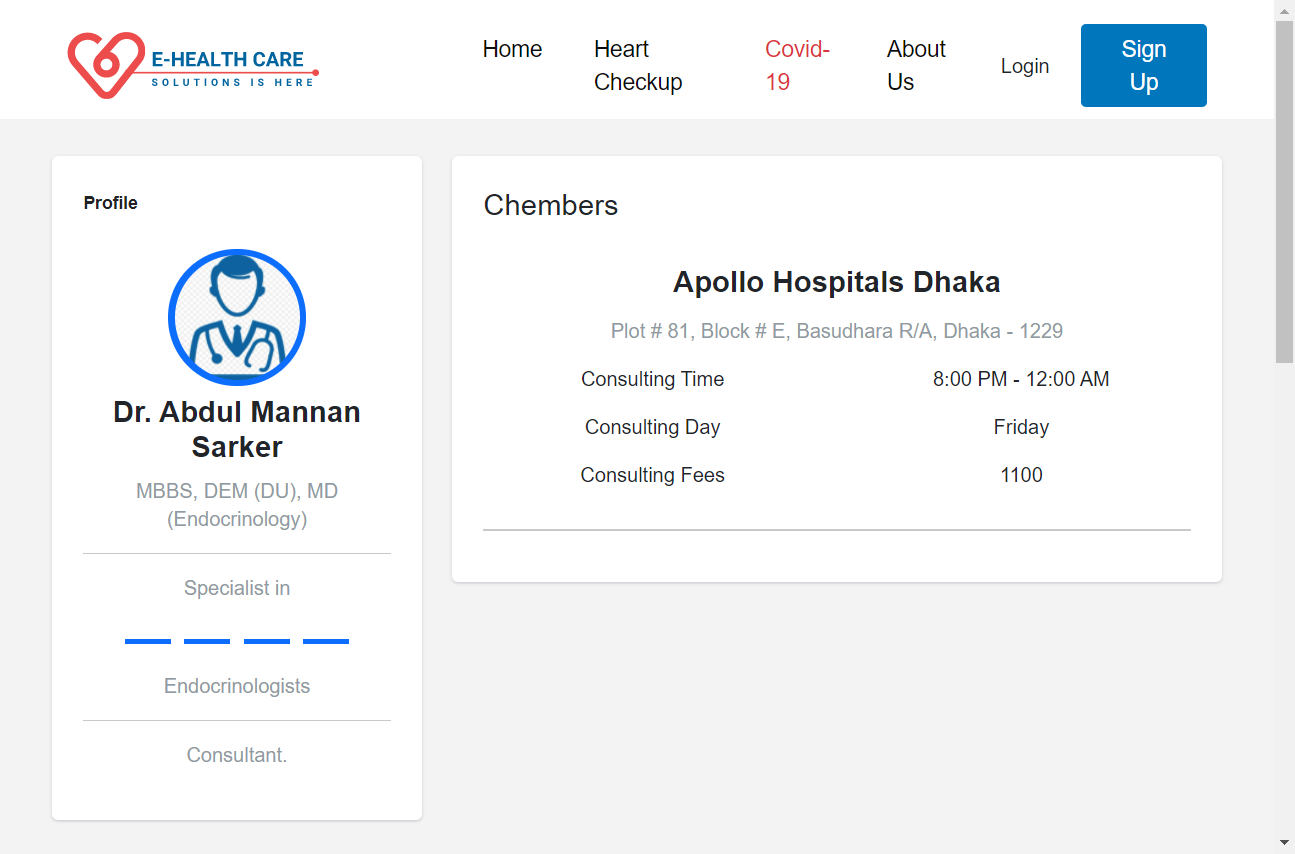 E-HEALTH CARE
SOLUTIONS IS HERE
Home
Heart
Checkup
Covid-
19
About
Us
Login
Sign
Up
Profile
Dr. Abdul Mannan
Sarker
MBBS, DEM (DU), MD
(Endocrinology)
Specialist in
Endocrinologists
Consultant.
Chembers
Apollo Hospitals Dhaka
Plot # 81, Block # E, Basudhara R/A, Dhaka - 1229
Consulting Time 8:00 PM - 12:00 AM
Consulting Day Friday
Consulting Fees 1100